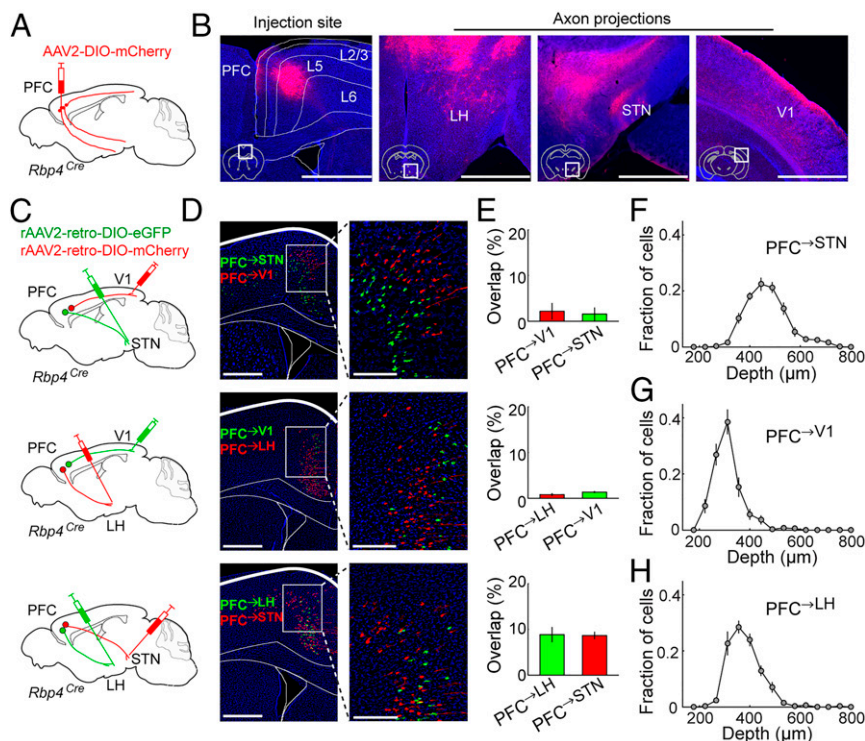 A
AAV2-DIO-mCherry
Rbp4Cre
B
Injection site
Axon projections
PFC
L2/3
L5
L6
LH
STN
V1
C
rAAV2-retro-DIO-eGFP
rAAV2-retro-DIO-mCherry
PFC
V1
STN
Rbp4Cre
PFC
V1
LH
Rbp4Cre
PFC
STN
LH
Rbp4Cre
D
PFC→STN
PFC→V1
PFC→V1
PFC→LH
PFC→LH
PFC→STN
E
Overlap (%)
20
10
0
PFC→V1
PFC→STN
Overlap (%)
20
10
0
PFC→LH
PFC→V1
Overlap (%)
20
10
0
PFC→LH
PFC→STN
F
PFC→STN
Fraction of cells
0.4
0.2
0
200 400 600 800
Depth (µm)
G
PFC→V1
Fraction of cells
0.4
0.2
0
200 400 600 800
Depth (µm)
H
PFC→LH
Fraction of cells
0.4
0.2
0
200 400 600 800
Depth (µm)